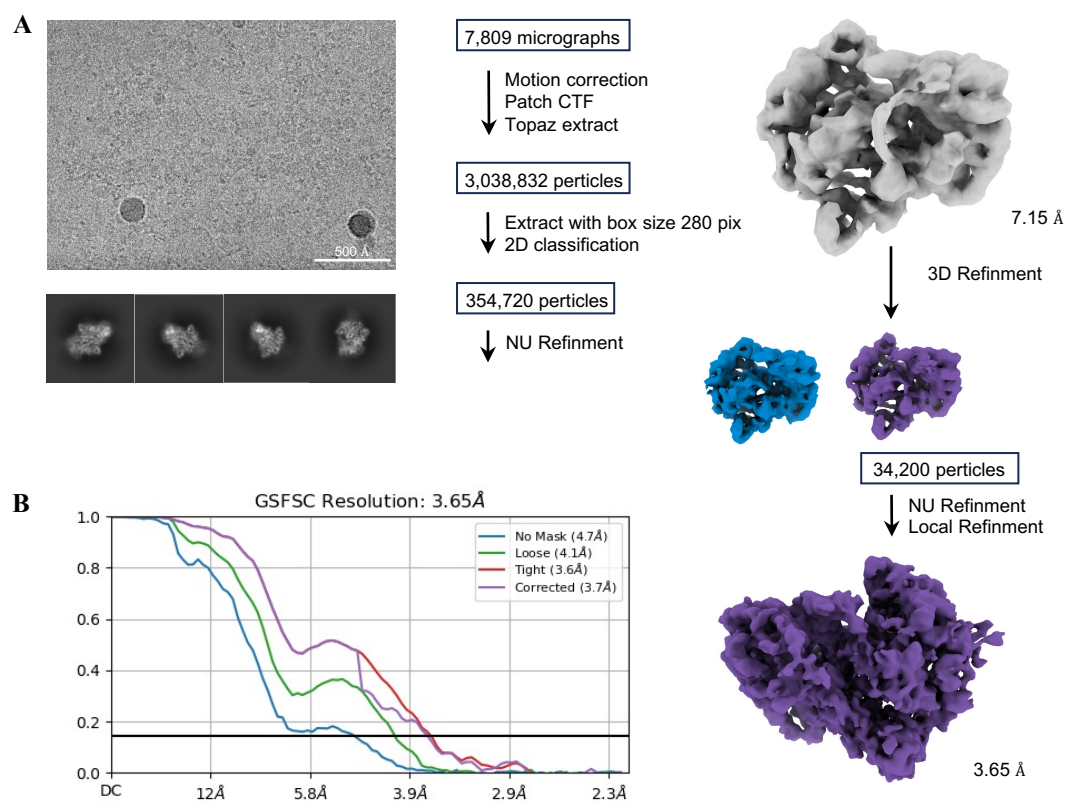 A
500 Å
7,809 micrographs
Motion correction
Patch CTF
Topaz extract
3,038,832 perticles
Extract with box size 280 pix
2D classification
354,720 perticles
NU Refinment
7.15 Å
3D Refinment
34,200 perticles
NU Refinment
Local Refinment
3.65 Å
B
GSFSC Resolution: 3.65Å
No Mask (4.7Å)
Loose (4.1Å)
Tight (3.6Å)
Corrected (3.7Å)
1.0
0.8
0.6
0.4
0.2
0.0
DC 12Å 5.8Å 3.9Å 2.9Å 2.3Å